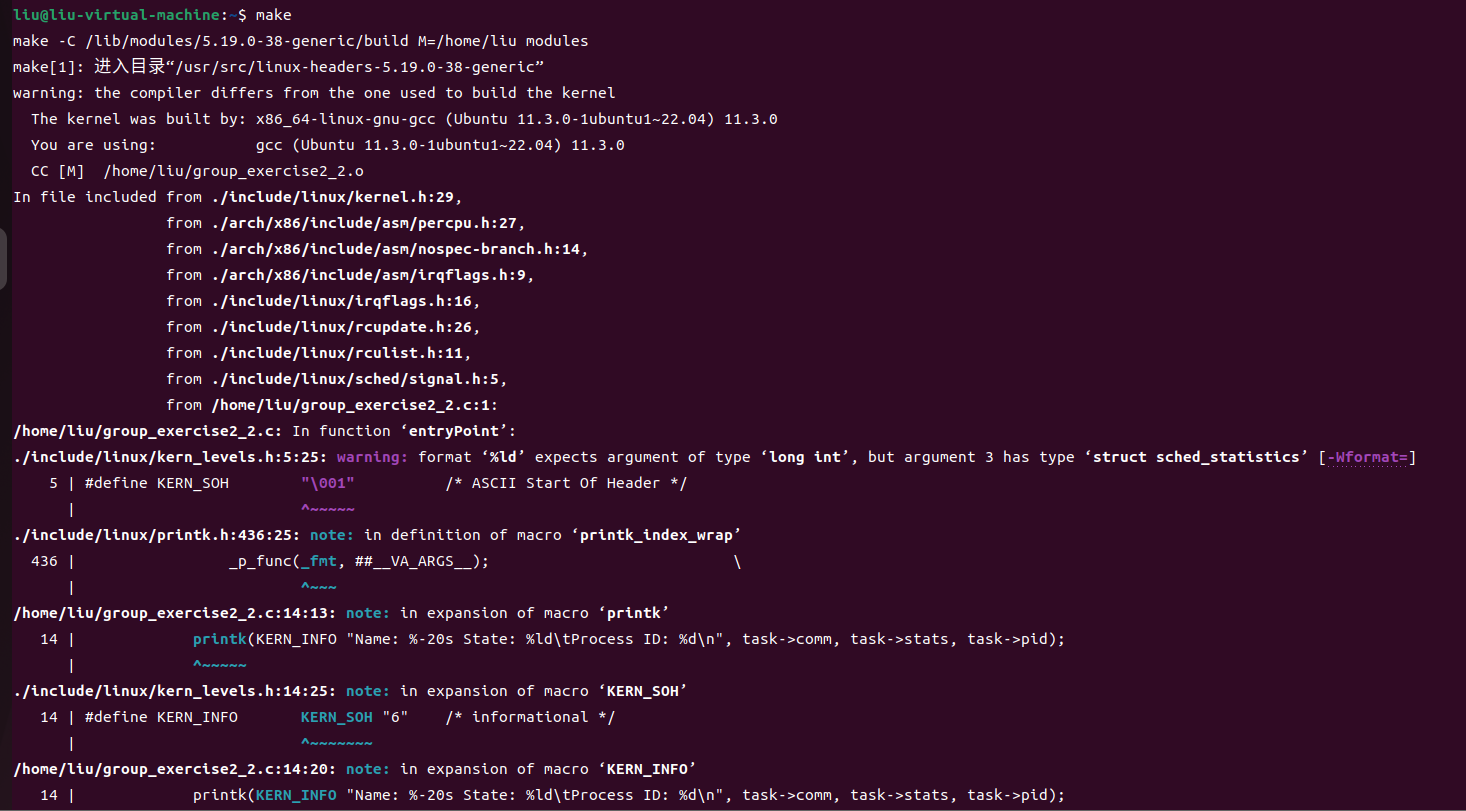 liu@liu-virtual-machine:~$ make
make -C /lib/modules/5.19.0-38-generic/build M=/home/liu modules
make[1]: 进入目录“/usr/src/linux-headers-5.19.0-38-generic”
warning: the compiler differs from the one used to build the kernel
  The kernel was built by: x86_64-linux-gnu-gcc (Ubuntu 11.3.0-1ubuntu1~22.04) 11.3.0
  You are using:           gcc (Ubuntu 11.3.0-1ubuntu1~22.04) 11.3.0
  CC [M]  /home/liu/group_exercise2_2.o
In file included from ./include/linux/kernel.h:29,
                 from ./arch/x86/include/asm/percpu.h:27,
                 from ./arch/x86/include/asm/nospec-branch.h:14,
                 from ./arch/x86/include/asm/irqflags.h:9,
                 from ./include/linux/irqflags.h:16,
                 from ./include/linux/rcupdate.h:26,
                 from ./include/linux/rculist.h:11,
                 from ./include/linux/sched/signal.h:5,
                 from /home/liu/group_exercise2_2.c:1:
/home/liu/group_exercise2_2.c: In function ‘entryPoint’:
./include/linux/kern_levels.h:5:25: warning: format ‘%ld’ expects argument of type ‘long int’, but argument 3 has type ‘struct sched_statistics’ [-Wformat=]
    5 | #define KERN_SOH        "\001"          /* ASCII Start Of Header */
      |                         ^~~~~~
./include/linux/printk.h:436:25: note: in definition of macro ‘printk_index_wrap’
  436 |                 _p_func(_fmt, ##__VA_ARGS__);                           \
      |                         ^~~~
/home/liu/group_exercise2_2.c:14:13: note: in expansion of macro ‘printk’
   14 |             printk(KERN_INFO "Name: %-20s State: %ld\tProcess ID: %d\n", task->comm, task->stats, task->pid);
      |             ^~~~~~
./include/linux/kern_levels.h:14:25: note: in expansion of macro ‘KERN_SOH’
   14 | #define KERN_INFO       KERN_SOH "6"    /* informational */
      |                         ^~~~~~~~
/home/liu/group_exercise2_2.c:14:20: note: in expansion of macro ‘KERN_INFO’
   14 |             printk(KERN_INFO "Name: %-20s State: %ld\tProcess ID: %d\n", task->comm, task->stats, task->pid);